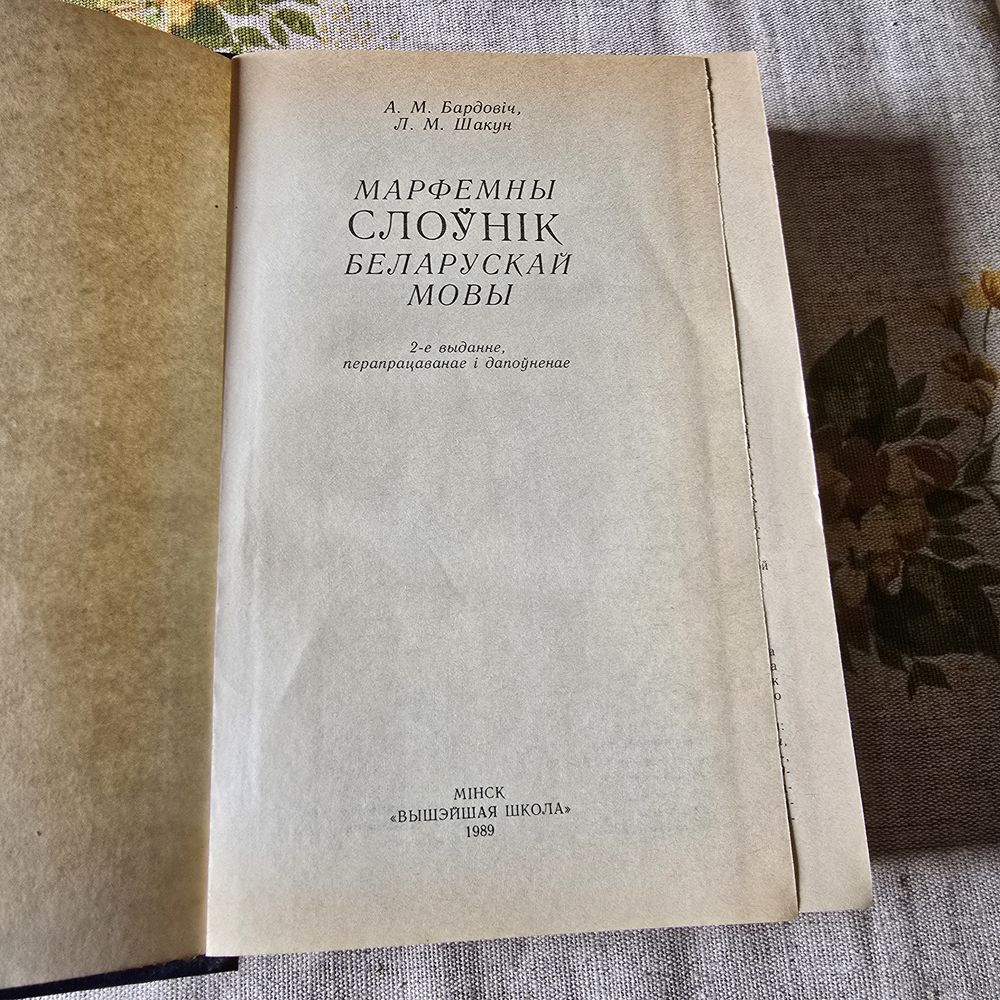 А. М. Бардовіч,
Л. М. Шакун
МАРФЕМНЫ
СЛОЎНІК
БЕЛАРУСКАЙ
МОВЫ
2-е выданне,
перапрацаванае і дапоўненае
МІНСК
«ВЫШЭЙШАЯ ШКОЛА»
1989